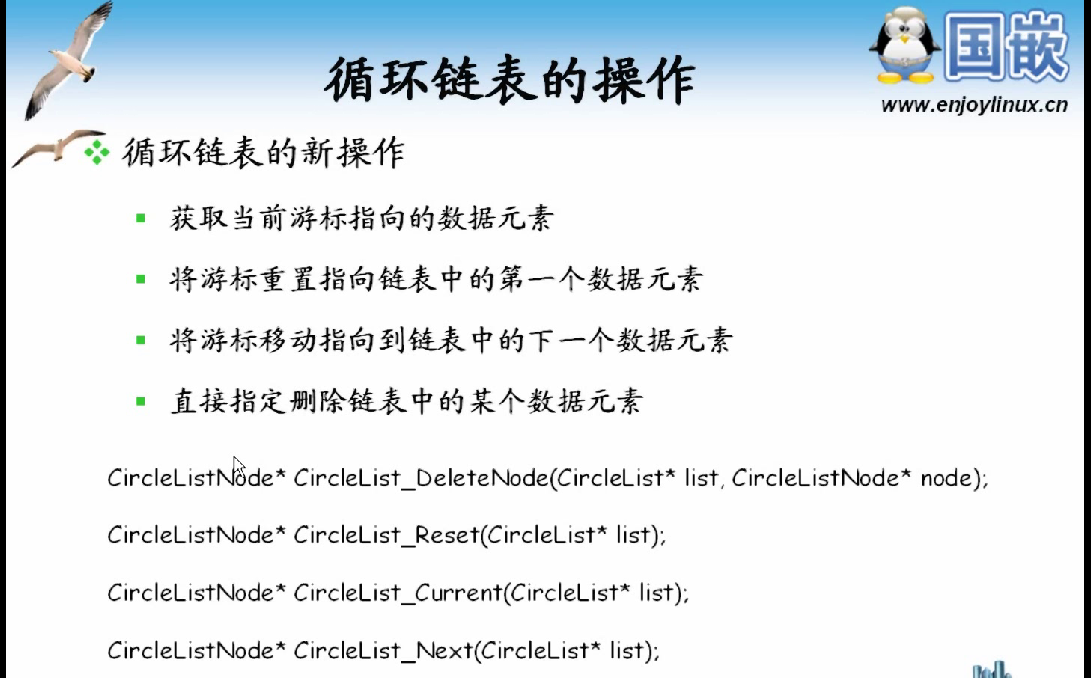 国嵌
循环链表的操作
www.enjoylinux.cn
循环链表的新操作
获取当前游标指向的数据元素
将游标重置指向链表中的第一个数据元素
将游标移动指向到链表中的下一个数据元素
直接指定删除链表中的某个数据元素
CircleListNode* CircleList_DeleteNode(CircleList* list, CircleListNode* node);
CircleListNode* CircleList_Reset(CircleList* list);
CircleListNode* CircleList_Current(CircleList* list);
CircleListNode* CircleList_Next(CircleList* list);